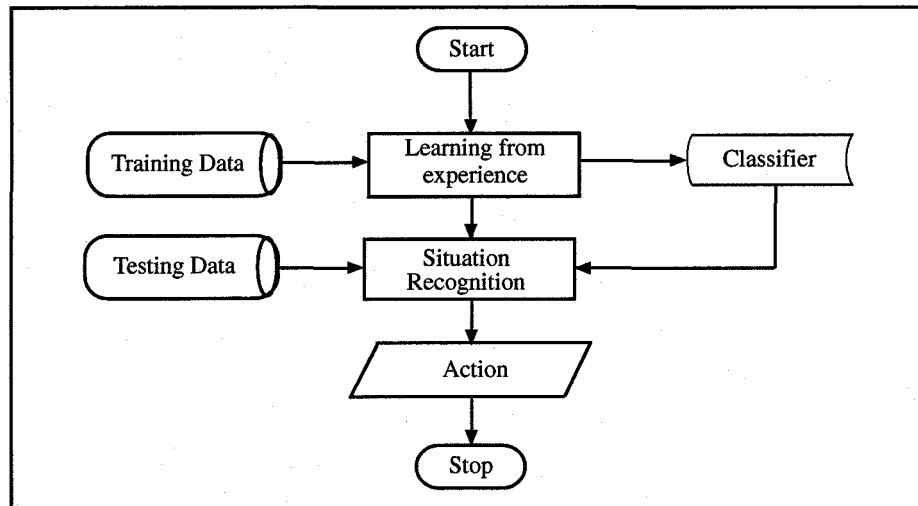 Start
Training Data
Learning from
experience
Classifier
Testing Data
Situation
Recognition
Action
Stop